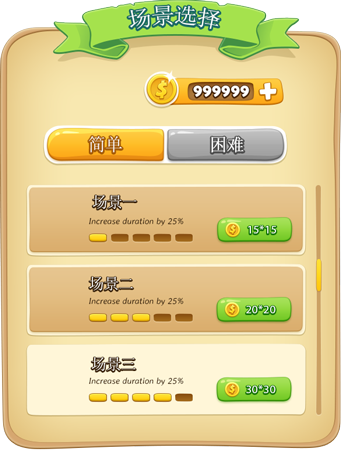 场景选择
999999
简单
困难
场景一
Increase duration by 25%
15*15
场景二
Increase duration by 25%
20*20
场景三
Increase duration by 25%
30*30